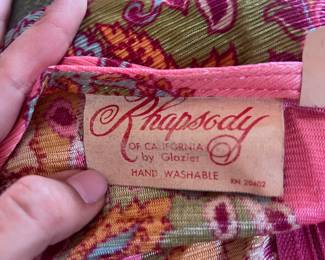 Rhapsody
OF CALIFORNIA
by Glazier
HAND WASHABLE
RN 20402